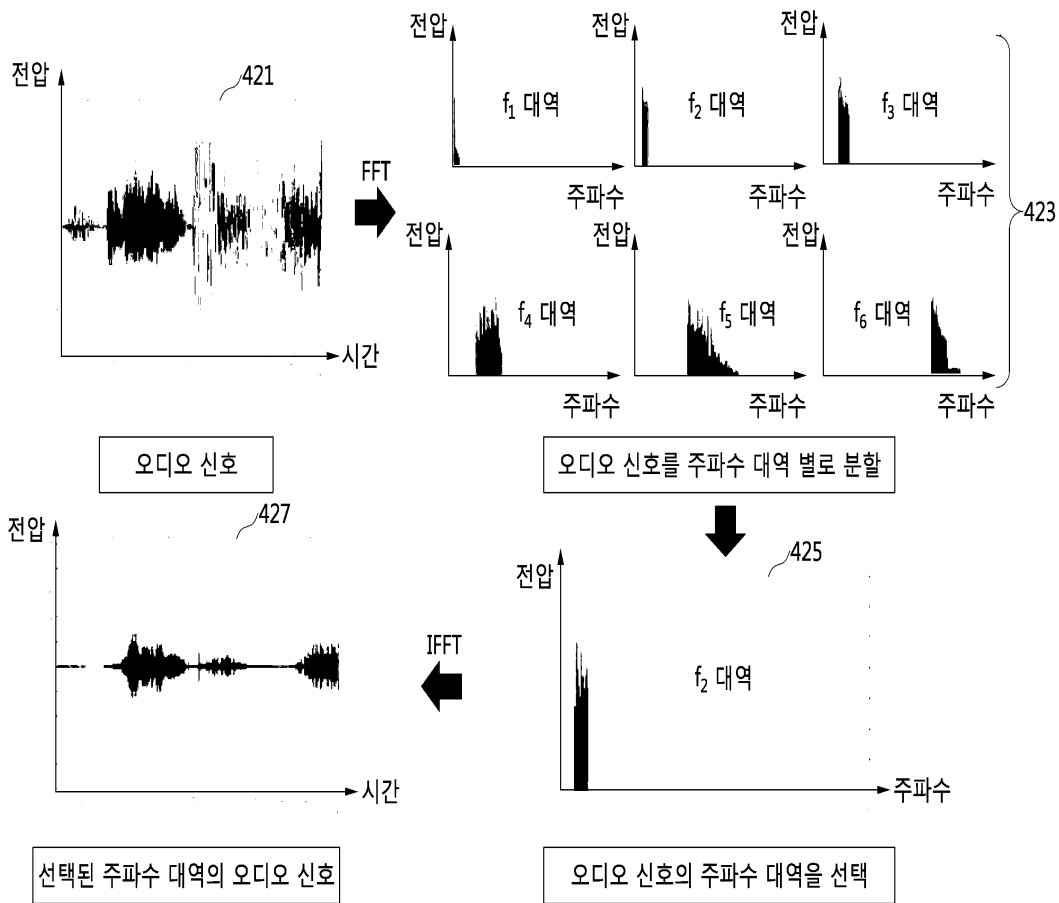 전압
421
시간
오디오 신호
FFT
전압
f1 대역
주파수
전압
f2 대역
주파수
전압
f3 대역
주파수
전압
f4 대역
주파수
전압
f5 대역
주파수
전압
f6 대역
주파수
423
오디오 신호를 주파수 대역 별로 분할
전압
425
f2 대역
주파수
오디오 신호의 주파수 대역을 선택
IFFT
전압
427
시간
선택된 주파수 대역의 오디오 신호